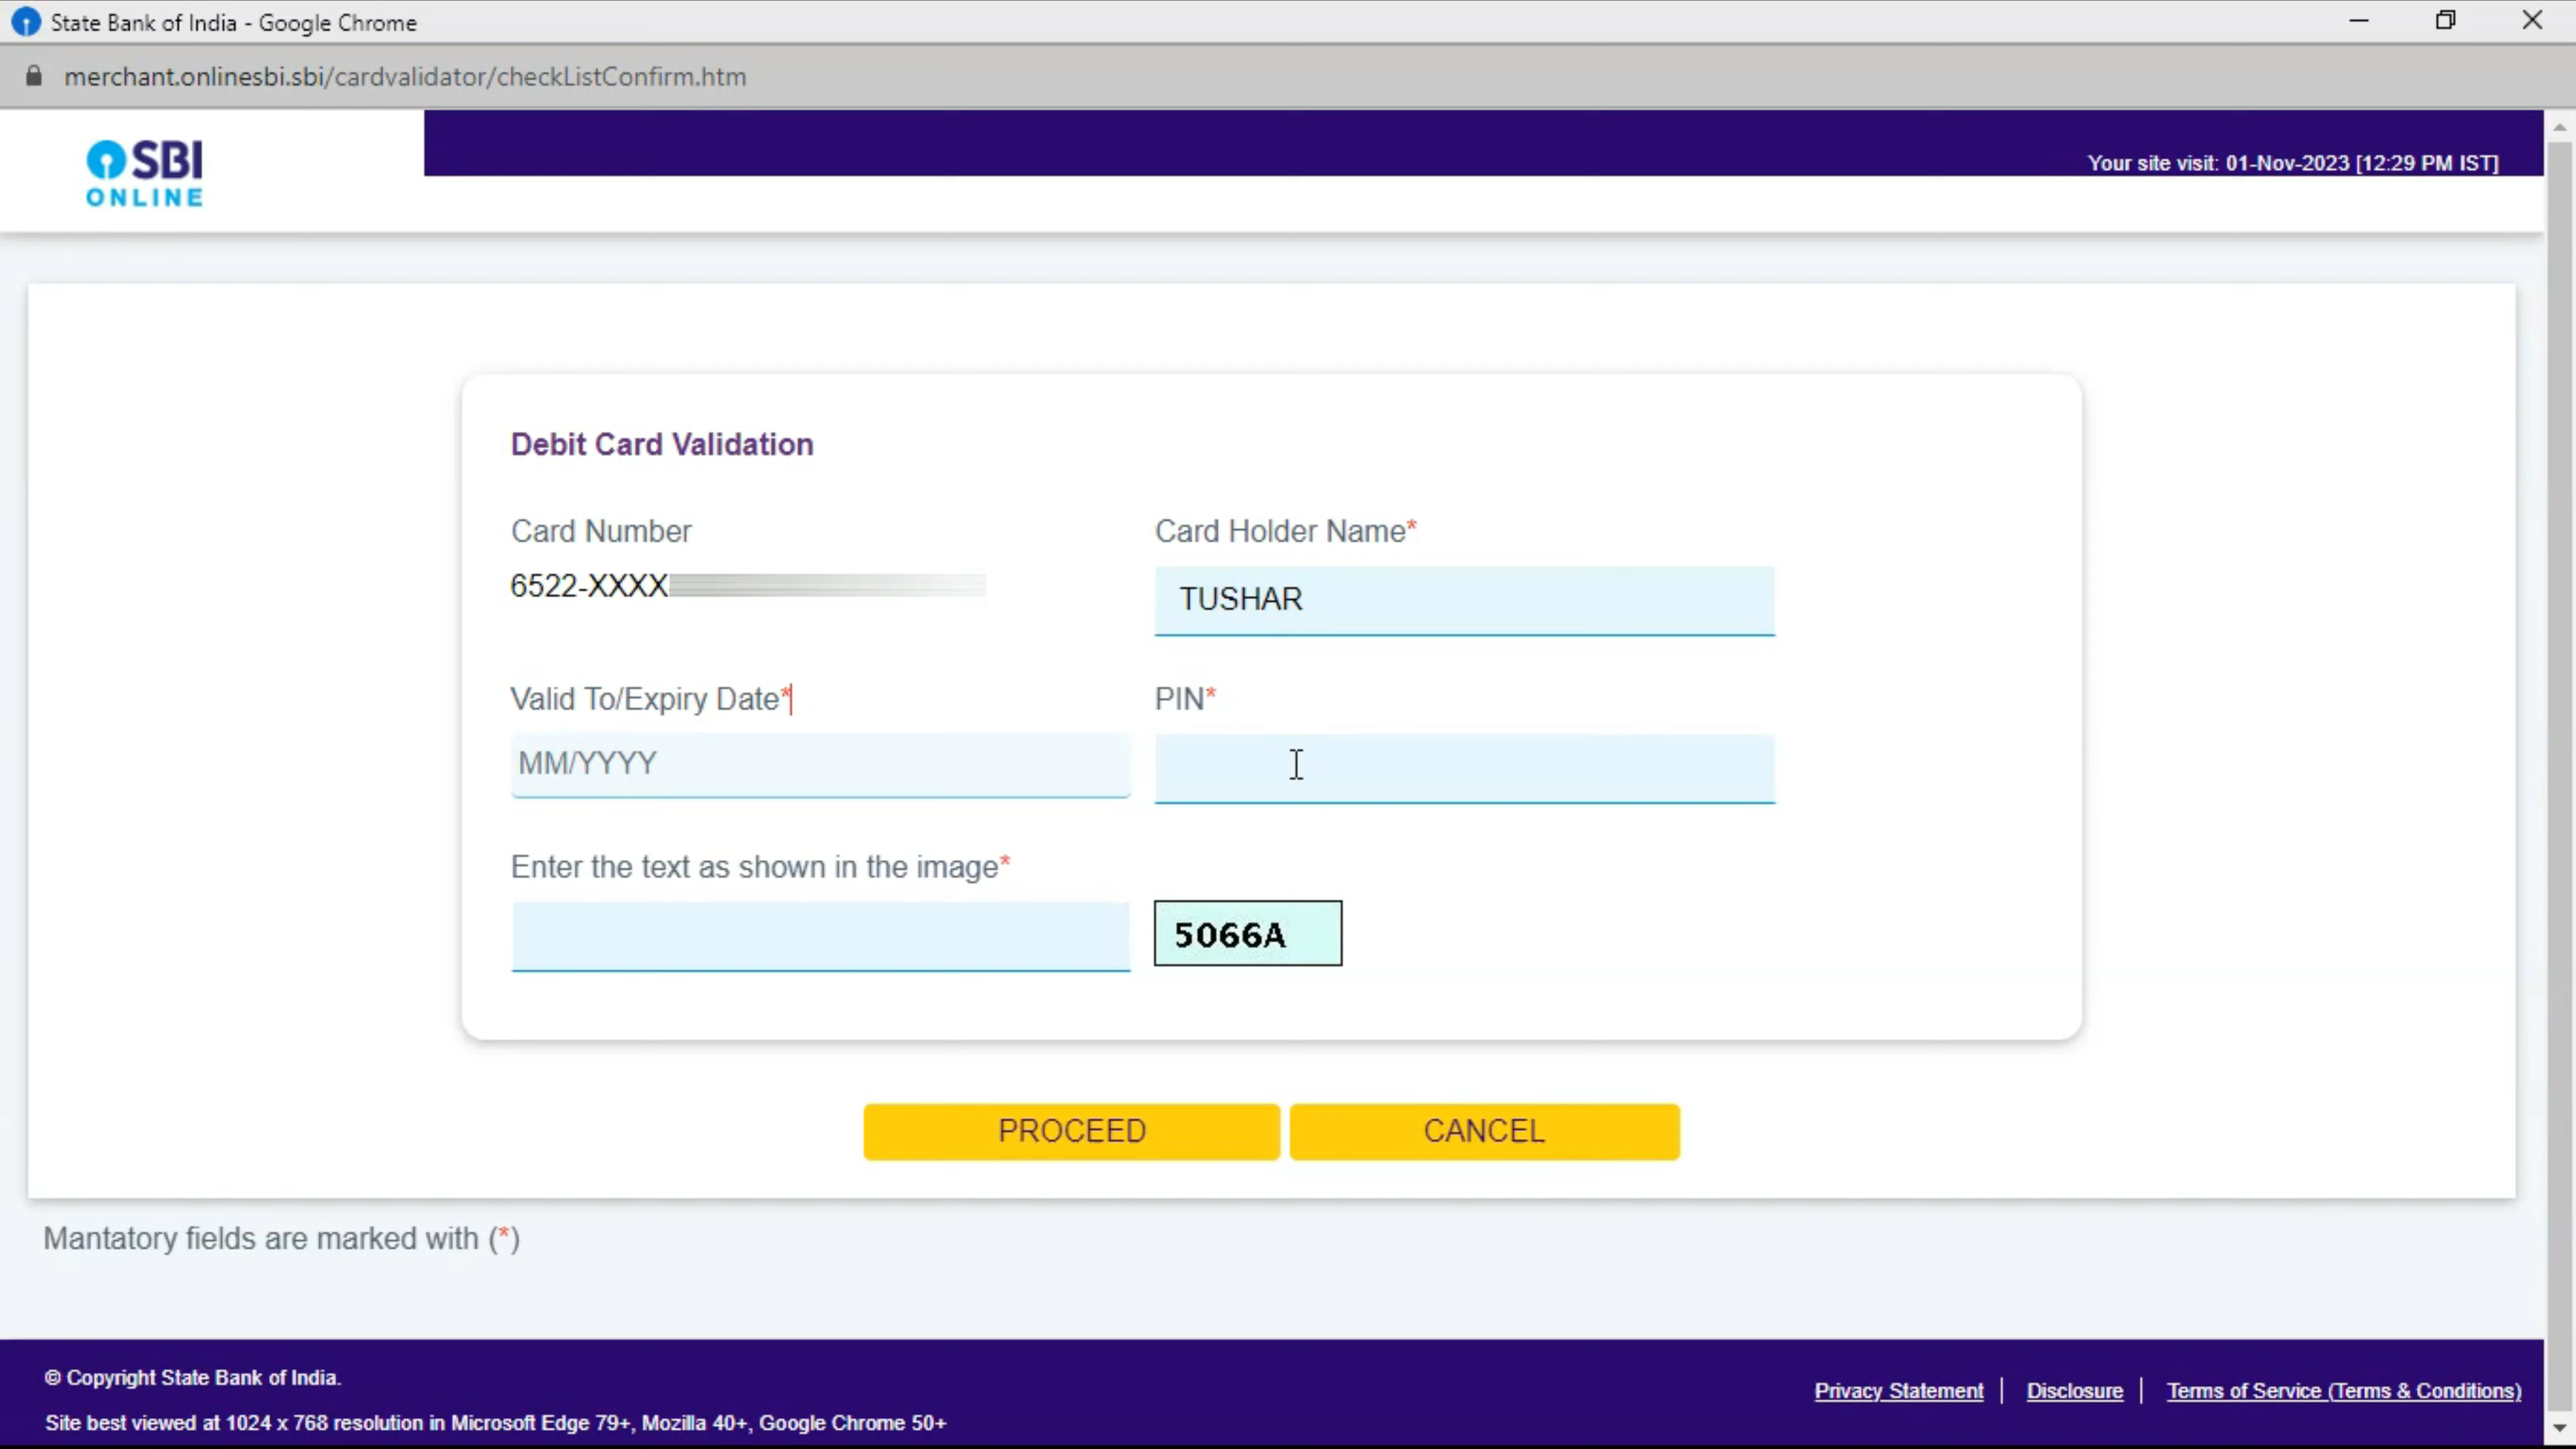 State Bank of India - Google Chrome
merchant.onlinesbi.sbi/cardvalidator/checkListConfirm.htm
SBI
ONLINE
Your site visit: 01-Nov-2023 [12:29 PM IST]
Debit Card Validation
Card Number
Card Holder Name*
6522-XXXX
TUSHAR
Valid To/Expiry Date*
PIN*
MM/YYYY
Enter the text as shown in the image*
5066A
PROCEED
CANCEL
Mantatory fields are marked with (*)
© Copyright State Bank of India.
Privacy Statement | Disclosure | Terms of Service (Terms & Conditions)
Site best viewed at 1024 x 768 resolution in Microsoft Edge 79+, Mozilla 40+, Google Chrome 50+